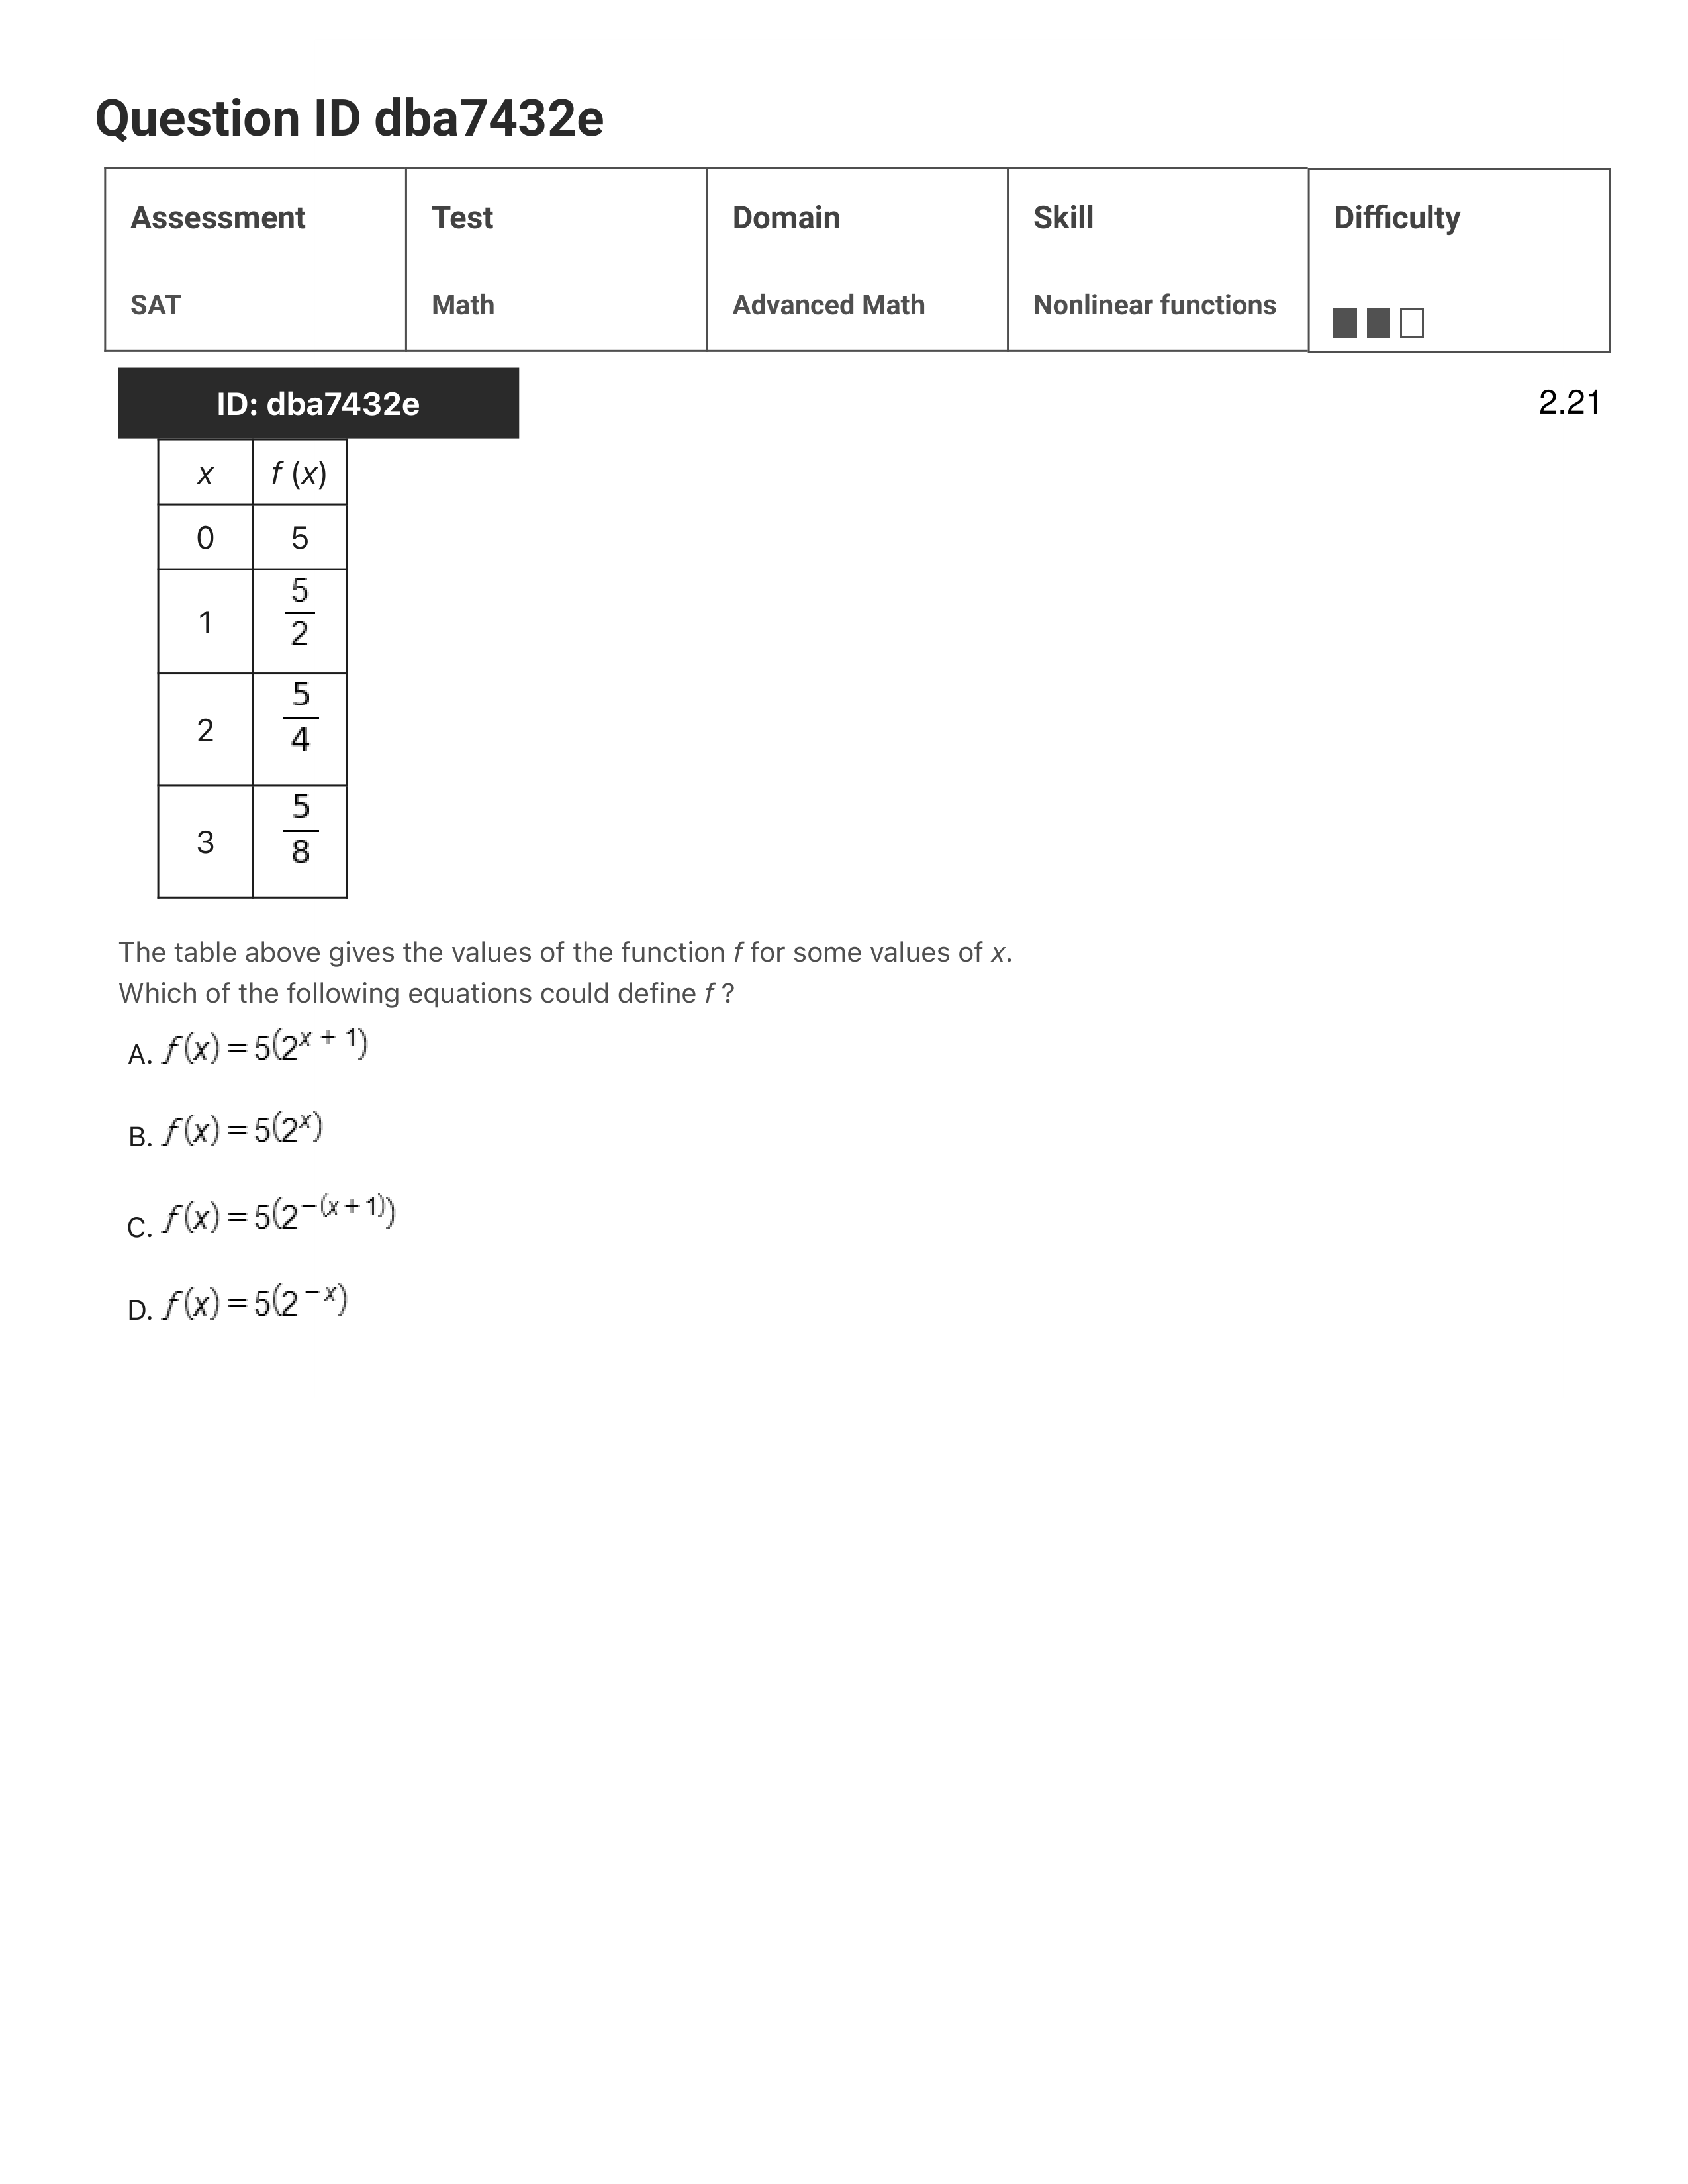 Question ID dba7432e
Assessment Test Domain Skill Difficulty
SAT Math Advanced Math Nonlinear functions
ID: dba7432e 2.21
x f (x)
0 5
1 5/2
2 5/4
3 5/8
The table above gives the values of the function f for some values of x.
Which of the following equations could define f ?
A. f(x) = 5(2^(x + 1))
B. f(x) = 5(2^x)
C. f(x) = 5(2^(-(x+1)))
D. f(x) = 5(2^(-x))